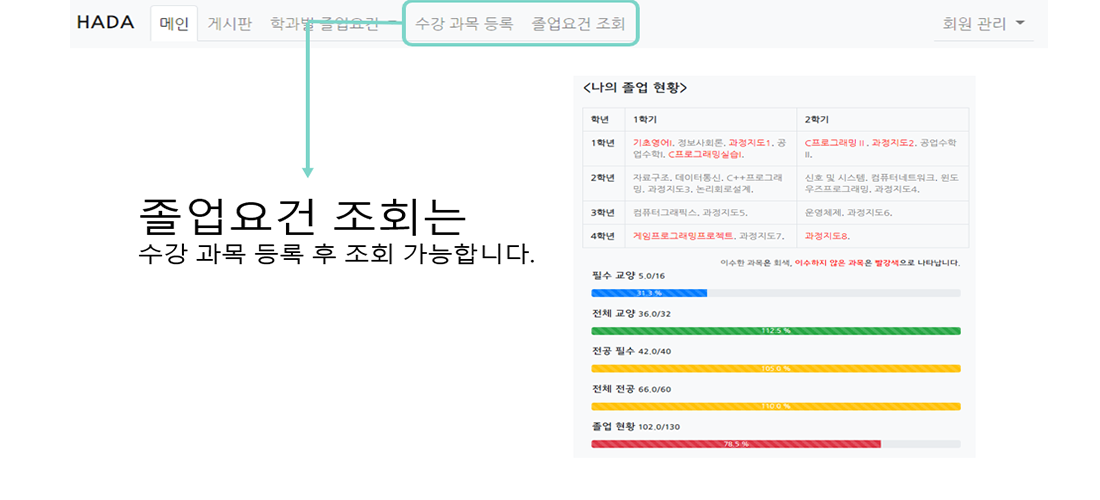 HADA 메인 게시판 학과별 졸업요건 수강 과목 등록 졸업요건 조회 회원 관리
졸업요건 조회는
수강 과목 등록 후 조회 가능합니다.
<나의 졸업 현황>
학년 1학기 2학기
1학년 기초영어I, 정보사회론, 과정지도1, 공
업수학I, C프로그래밍실습I,
C프로그래밍 II, 과정지도2, 공업수학
II,
2학년 자료구조, 데이터통신, C++프로그래
밍, 과정지도3, 논리회로설계,
신호 및 시스템, 컴퓨터네트워크, 윈도
우즈프로그래밍, 과정지도4,
3학년 컴퓨터그래픽스, 과정지도5, 운영체제, 과정지도6,
4학년 게임프로그래밍프로젝트, 과정지도7, 과정지도8,
이수한 과목은 회색, 이수하지 않은 과목은 빨강색으로 나타납니다.
필수 교양 5.0/16
31.3 %
전체 교양 36.0/32
112.5 %
전공 필수 42.0/40
105.0 %
전체 전공 66.0/60
110.0 %
졸업 현황 102.0/130
78.5 %